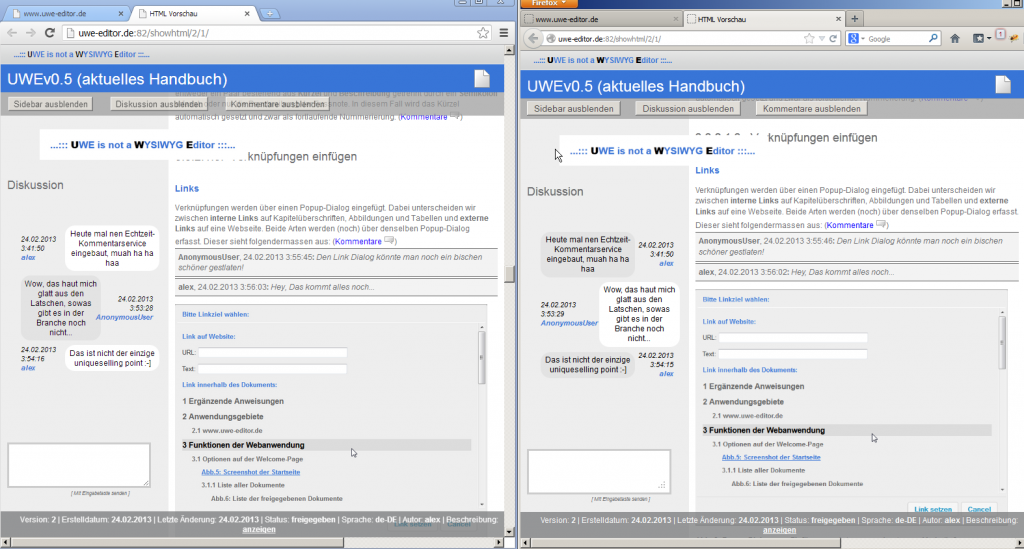 www.uwe-editor.de
HTML Vorschau
uwe-editor.de:82/showhtml/2/1/
...::: UWE is not a WYSIWYG Editor :::...
UWEv0.5 (aktuelles Handbuch)
Sidebar ausblenden
Diskussion ausblenden
Kommentare ausblenden
automatisch gesetzt und zwar als fortlaufende Nummerierung. (Kommentare
...::: UWE is not a WYSIWYG Editor :::...
knüpfungen einfügen
Diskussion
Links
Verknüpfungen werden über einen Popup-Dialog eingefügt. Dabei unterscheiden wir
zwischen interne Links auf Kapitelüberschriften, Abbildungen und Tabellen und externe
Links auf eine Webseite. Beide Arten werden (noch) über denselben Popup-Dialog
erfasst. Dieser sieht folgendermassen aus: (Kommentare )
AnonymousUser, 24.02.2013 3:55:45: Den Link Dialog könnte man noch ein bischen
schöner gestlaten!
alex, 24.02.2013 3:56:03: Hey, Das kommt alles noch...
24.02.2013
3:41:50
alex
Heute mal nen Echtzeit-
Kommentarservice
eingebaut, muah ha ha
haa
Wow, das haut mich
glatt aus den
Latschen, sowas
gibt es in der
Branche noch
nicht...
24.02.2013
3:53:28
AnonymousUser
24.02.2013
3:54:16
alex
Das ist nicht der einzige
uniqueselling point :-]
[ Mit Eingabetaste senden ]
Bitte Linkziel wählen:
Link auf Website:
URL:
Text:
Link innerhalb des Dokuments:
1 Ergänzende Anweisungen
2 Anwendungsgebiete
2.1 www.uwe-editor.de
3 Funktionen der Webanwendung
3.1 Optionen auf der Welcome-Page
Abb.5: Screenshot der Startseite
3.1.1 Liste aller Dokumente
Abb.6: Liste der freigegebenen Dokumente
Version: 2 | Erstelldatum: 24.02.2013 | Letzte Änderung: 24.02.2013 | Status: freigegeben | Sprache: de-DE | Autor: alex | Beschreibung:
anzeigen
Firefox
www.uwe-editor.de
HTML Vorschau
uwe-editor.de:82/showhtml/2/1/
Google
1
...::: UWE is not a WYSIWYG Editor :::...
UWEv0.5 (aktuelles Handbuch)
Sidebar ausblenden
Diskussion ausblenden
Kommentare ausblenden
knüpfungen einfügen
...::: UWE is not a WYSIWYG Editor :::...
Diskussion
Links
Verknüpfungen werden über einen Popup-Dialog eingefügt. Dabei unterscheiden wir
zwischen interne Links auf Kapitelüberschriften, Abbildungen und Tabellen und externe
Links auf eine Webseite. Beide Arten werden (noch) über denselben Popup-Dialog erfasst.
Dieser sieht folgendermassen aus: (Kommentare )
AnonymousUser, 24.02.2013 3:55:46: Den Link Dialog könnte man noch ein bischen
schöner gestlaten!
alex, 24.02.2013 3:56:02: Hey, Das kommt alles noch...
Heute mal nen Echtzeit-
Kommentarservice
eingebaut, muah ha ha
haa
24.02.2013
3:41:50
alex
24.02.2013
3:53:29
AnonymousUser
Wow, das haut mich
glatt aus den
Latschen, sowas
gibt es in der
Branche noch
nicht...
Das ist nicht der einzige
uniqueselling point :-]
24.02.2013
3:54:15
alex
[ Mit Eingabetaste senden ]
Bitte Linkziel wählen:
Link auf Website:
URL:
Text:
Link innerhalb des Dokuments:
1 Ergänzende Anweisungen
2 Anwendungsgebiete
2.1 www.uwe-editor.de
3 Funktionen der Webanwendung
3.1 Optionen auf der Welcome-Page
Abb.5: Screenshot der Startseite
3.1.1 Liste aller Dokumente
Abb.6: Liste der freigegebenen Dokumente
Link setzen
Cancel
Version: 2 | Erstelldatum: 24.02.2013 | Letzte Änderung: 24.02.2013 | Status: freigegeben | Sprache: de-DE | Autor: alex | Beschreibung:
anzeigen